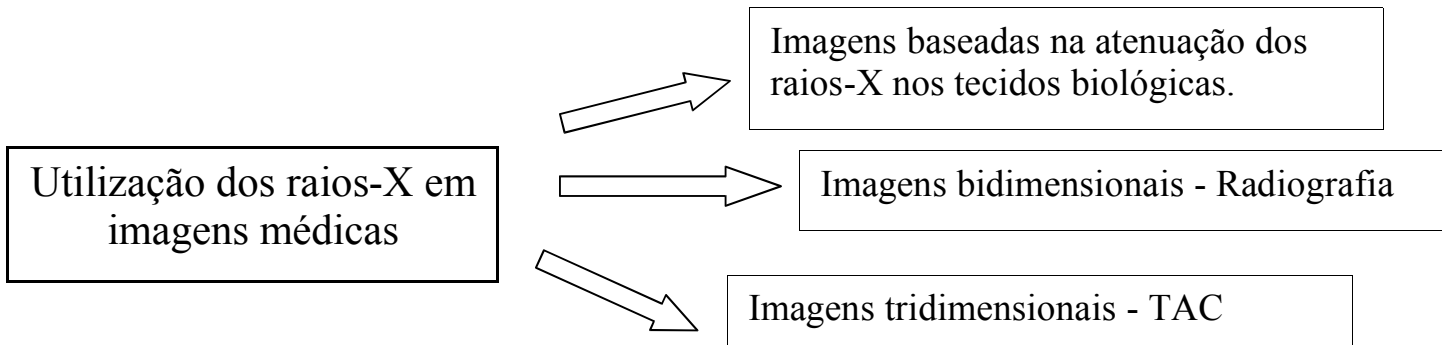 Imagens baseadas na atenuação dos
raios-X nos tecidos biológicas.
Utilização dos raios-X em
imagens médicas
Imagens bidimensionais - Radiografia
Imagens tridimensionais - TAC